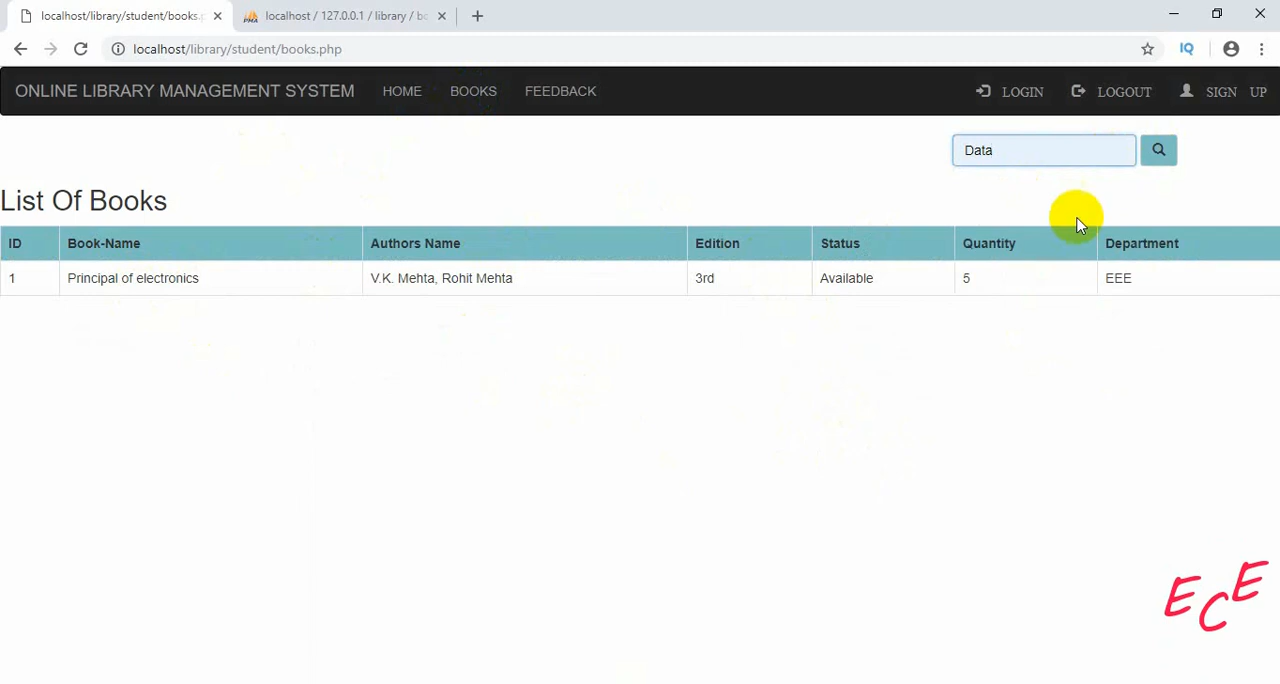 localhost/library/student/books.p
localhost / 127.0.0.1 / library / bo
localhost/library/student/books.php
IQ
ONLINE LIBRARY MANAGEMENT SYSTEM HOME BOOKS FEEDBACK LOGIN LOGOUT SIGN UP
Data
List Of Books
ID Book-Name Authors Name Edition Status Quantity Department
1 Principal of electronics V.K. Mehta, Rohit Mehta 3rd Available 5 EEE
ECE